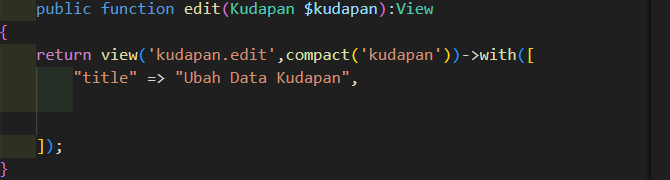 public function edit(Kudapan $kudapan):View
{
return view('kudapan.edit',compact('kudapan'))->with([
"title" => "Ubah Data Kudapan",
]);
}